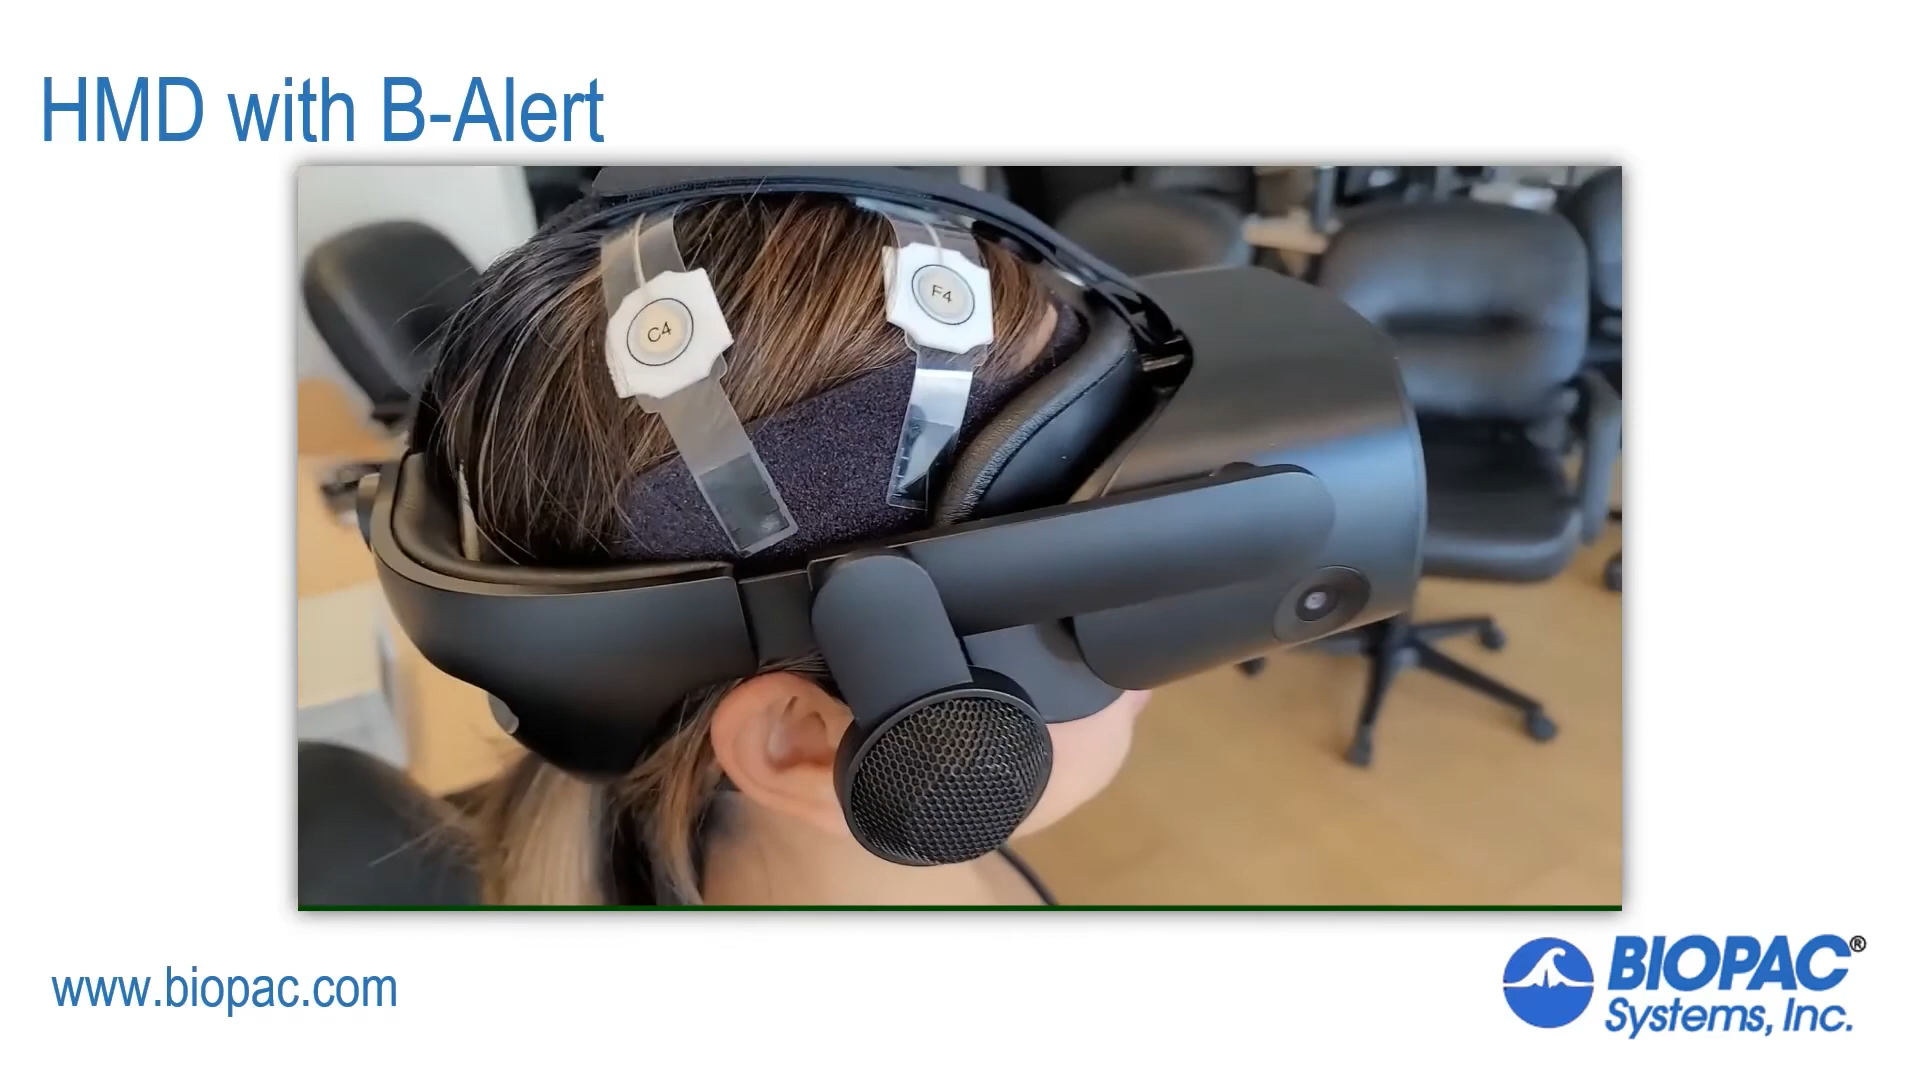 HMD with B-Alert
C4
F4
www.biopac.com
BIOPAC®
Systems, Inc.